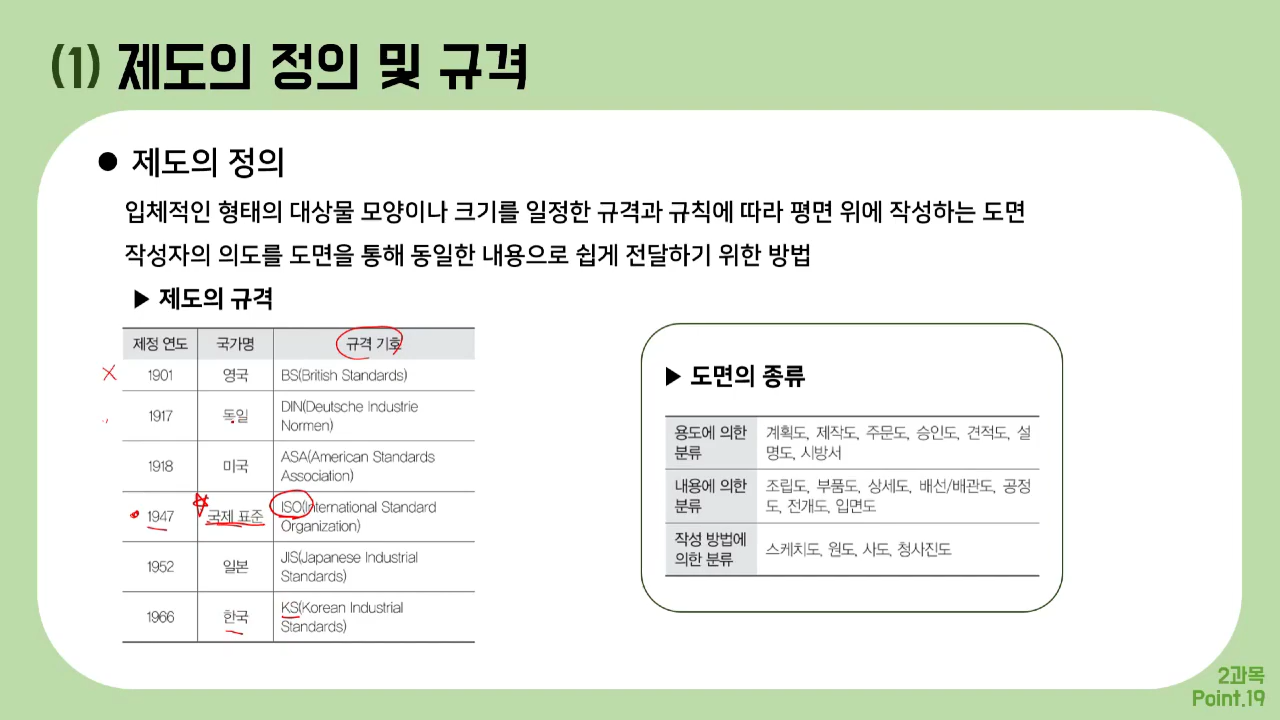 (1) 제도의 정의 및 규격
● 제도의 정의
입체적인 형태의 대상물 모양이나 크기를 일정한 규격과 규칙에 따라 평면 위에 작성하는 도면
작성자의 의도를 도면을 통해 동일한 내용으로 쉽게 전달하기 위한 방법
▶ 제도의 규격
제정 연도 국가명 규격 기호
1901 영국 BS(British Standards)
1917 독일 DIN(Deutsche Industrie
Normen)
1918 미국 ASA(American Standards
Association)
1947 국제 표준 ISO(International Standard
Organization)
1952 일본 JIS(Japanese Industrial
Standards)
1966 한국 KS(Korean Industrial
Standards)
▶ 도면의 종류
용도에 의한
분류
계획도, 제작도, 주문도, 승인도, 견적도, 설
명도, 시방서
내용에 의한
분류
조립도, 부품도, 상세도, 배선/배관도, 공정
도, 전개도, 입면도
작성 방법에
의한 분류
스케치도, 원도, 사도, 청사진도
2과목
Point.19